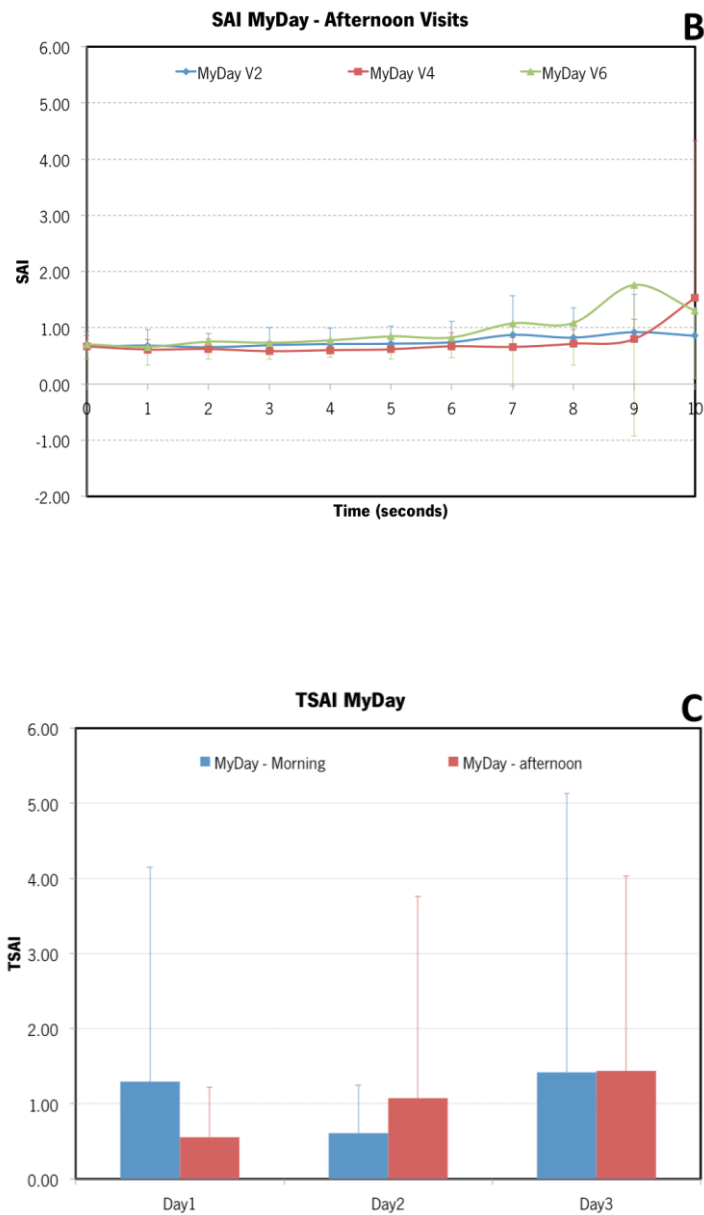 SAI MyDay - Afternoon Visits
B
6.00
MyDay V2 MyDay V4 MyDay V6
5.00
4.00
3.00
SAI
2.00
1.00
0.00
0 1 2 3 4 5 6 7 8 9 10
-1.00
-2.00
Time (seconds)
TSAI MyDay
C
6.00
MyDay - Morning MyDay - afternoon
5.00
4.00
3.00
TSAI
2.00
1.00
0.00
Day1 Day2 Day3